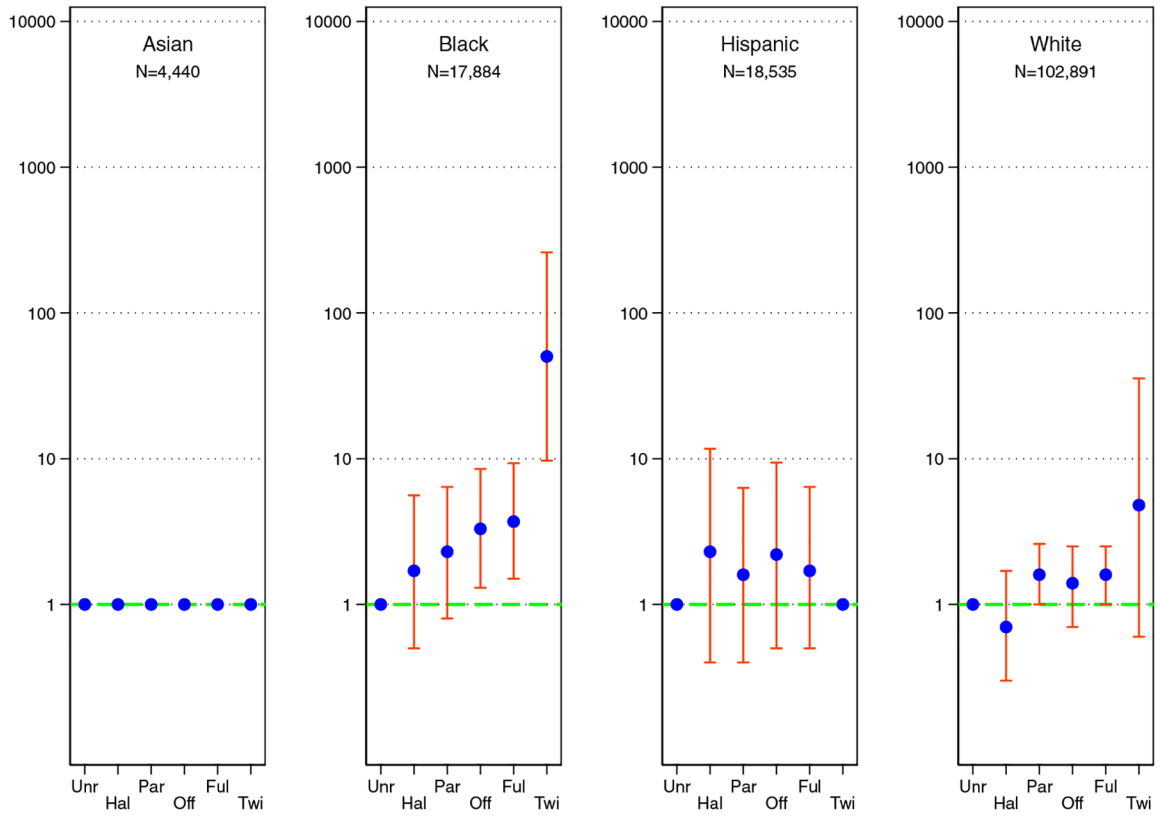 Asian
N=4,440
10000
1000
100
10
1
Unr Hal Par Off Ful Twi
Black
N=17,884
10000
1000
100
10
1
Unr Hal Par Off Ful Twi
Hispanic
N=18,535
10000
1000
100
10
1
Unr Hal Par Off Ful Twi
White
N=102,891
10000
1000
100
10
1
Unr Hal Par Off Ful Twi